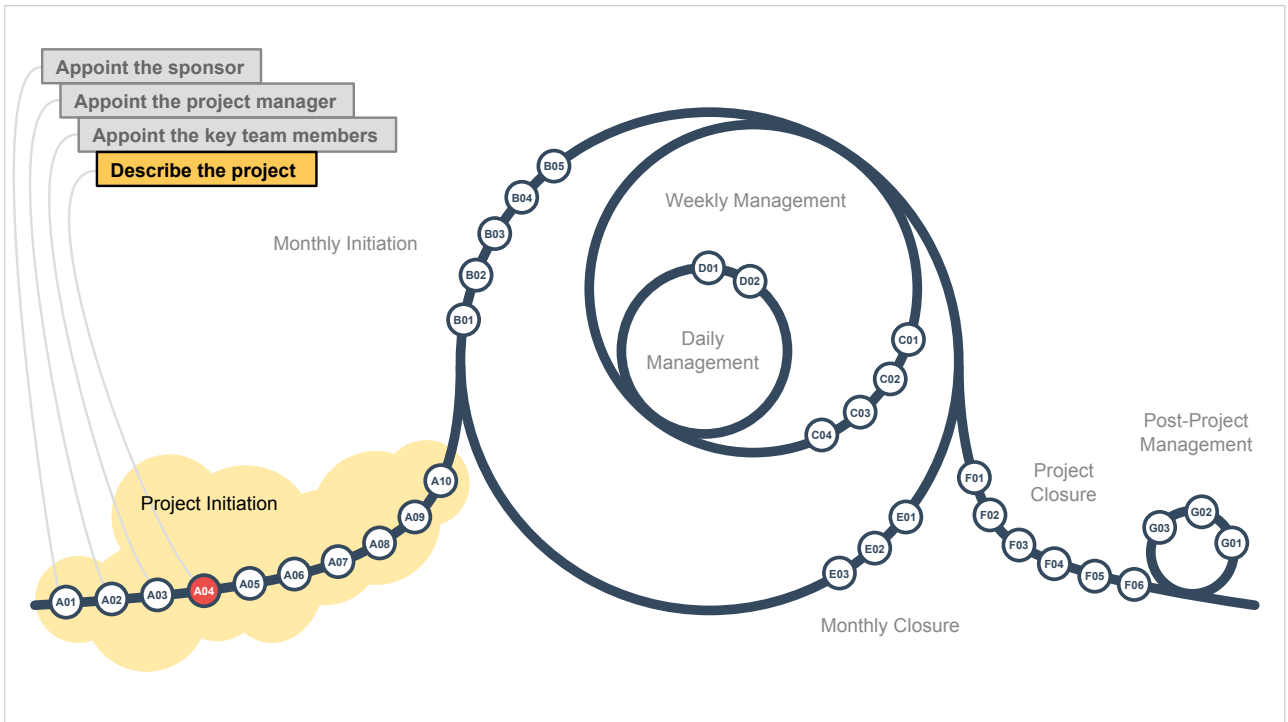 Appoint the sponsor
Appoint the project manager
Appoint the key team members
Describe the project
Monthly Initiation
Weekly Management
Daily
Management
Project Initiation
Monthly Closure
Project
Closure
Post-Project
Management
A01
A02
A03
A04
A05
A06
A07
A08
A09
A10
B01
B02
B03
B04
B05
D01
D02
C01
C02
C03
C04
E01
E02
E03
F01
F02
F03
F04
F05
F06
G01
G02
G03